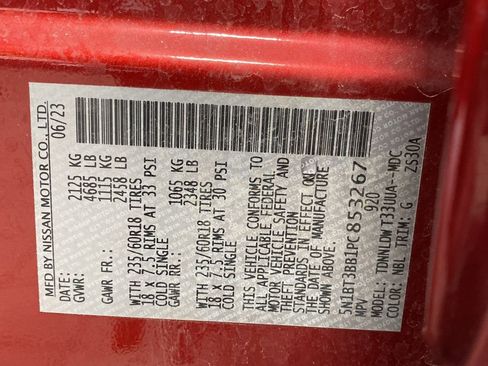 MFD BY NISSAN MOTOR CO.,LTD.
06/23
GVWR: 2125 KG
4685 LB
GAWR FR.: 1115 KG
2458 LB
WITH 235/60R18 TIRES
18 x 7.5 RIMS AT 33 PSI
COLD SINGLE
GAWR RR.: 1065 KG
2348 LB
WITH 235/60R18 TIRES
18 x 7.5 RIMS AT 30 PSI
COLD SINGLE
THIS VEHICLE CONFORMS TO
ALL APPLICABLE FEDERAL
MOTOR VEHICLE SAFETY AND
THEFT PREVENTION
STANDARDS IN EFFECT ON
THE DATE OF MANUFACTURE
SHOWN ABOVE.
5N1BT3BB1PC853267
MPV 920
MODEL: TDNNLDW T33UUA-MDC
COLOR: NBL TRIM: G ZS30A